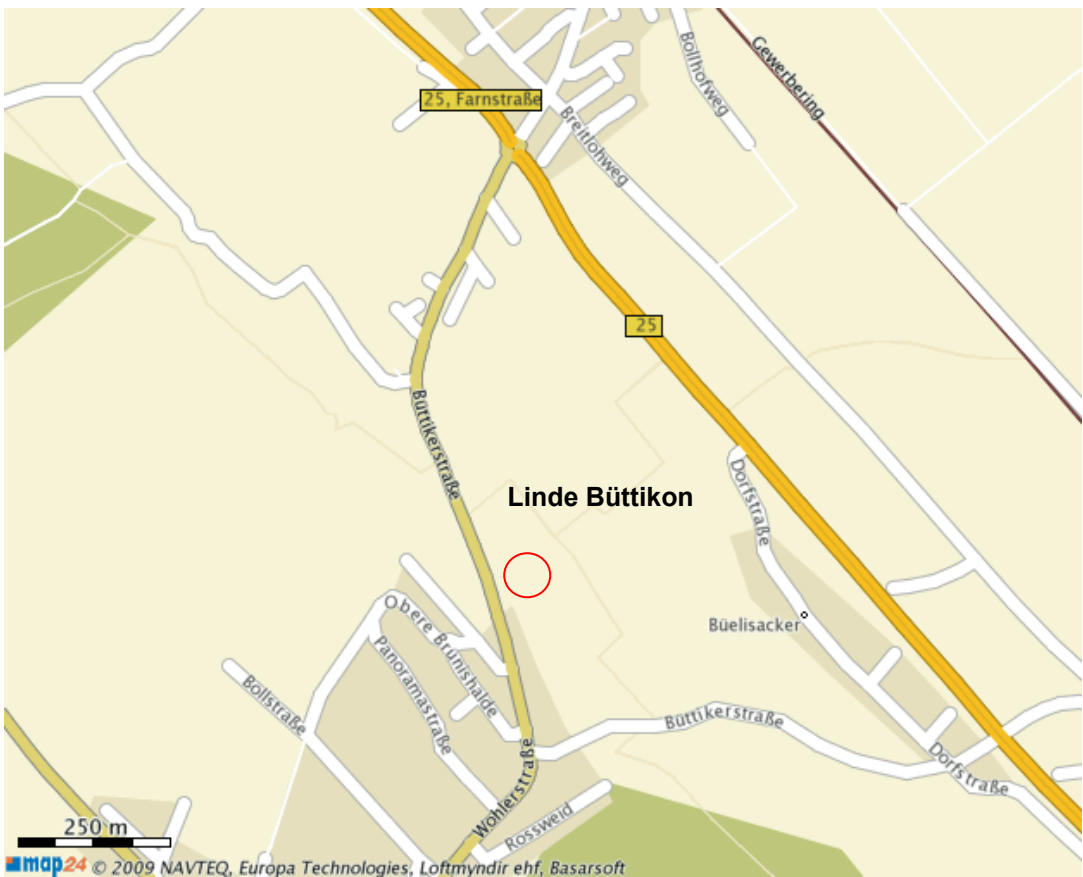 Gewerbering
Bollhofweg
25, Farnstraße
Breitlohweg
25
Büttikerstraße
Dorfstraße
Linde Büttikon
Büelisacker
Obere Brünishalde
Panoramastraße
Bollstraße
Büttikerstraße
Dorfstraße
Wohlerstraße
Rossweid
250 m
map24 © 2009 NAVTEQ, Europa Technologies, Loftmyndir ehf, Basarsoft